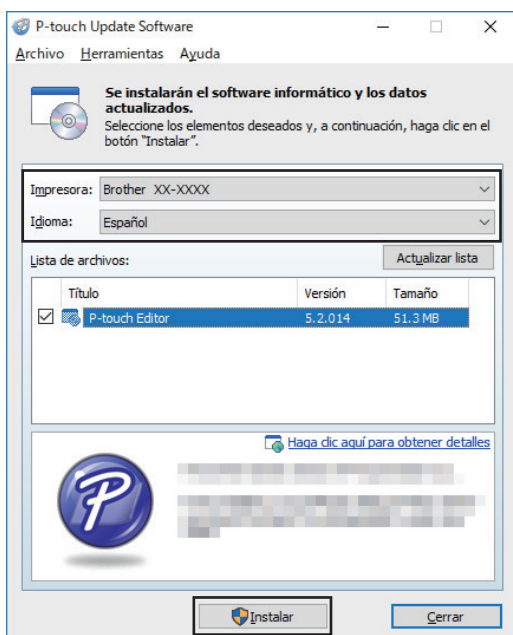 P-touch Update Software
Archivo Herramientas Ayuda
Se instalarán el software informático y los datos
actualizados.
Seleccione los elementos deseados y, a continuación, haga clic en el
botón "Instalar".
Impresora: Brother XX-XXXX
Idioma: Español
Lista de archivos: Actualizar lista
Título Versión Tamaño
P-touch Editor 5.2.014 51.3 MB
Haga clic aquí para obtener detalles
P
Instalar Cerrar